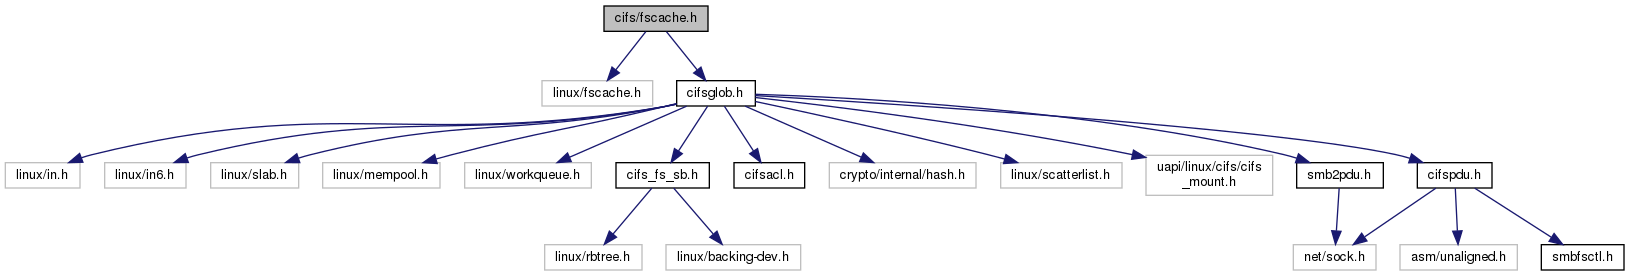 cifs/fscache.h
linux/fscache.h
cifsglob.h
linux/in.h
linux/in6.h
linux/slab.h
linux/mempool.h
linux/workqueue.h
cifs_fs_sb.h
cifsacl.h
crypto/internal/hash.h
linux/scatterlist.h
uapi/linux/cifs/cifs
_mount.h
smb2pdu.h
cifspdu.h
linux/rbtree.h
linux/backing-dev.h
net/sock.h
asm/unaligned.h
smbfsctl.h